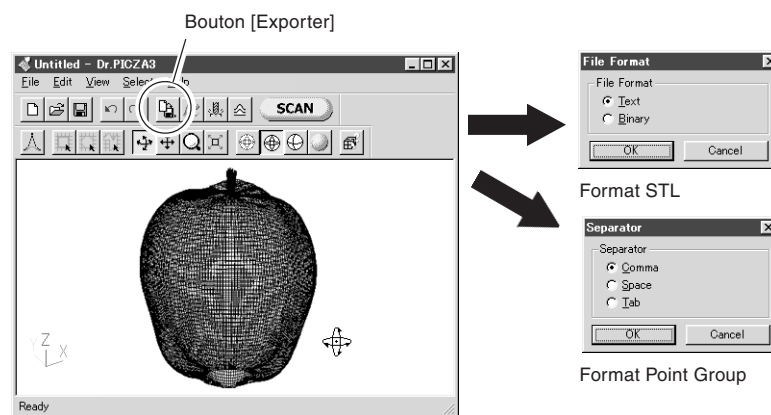 Bouton [Exporter]
Untitled - Dr.PICZA3
File Edit View Select
SCAN
Z
Y X
Ready
File Format
File Format
Text
Binary
OK Cancel
Format STL
Separator
Separator
Comma
Space
Tab
OK Cancel
Format Point Group